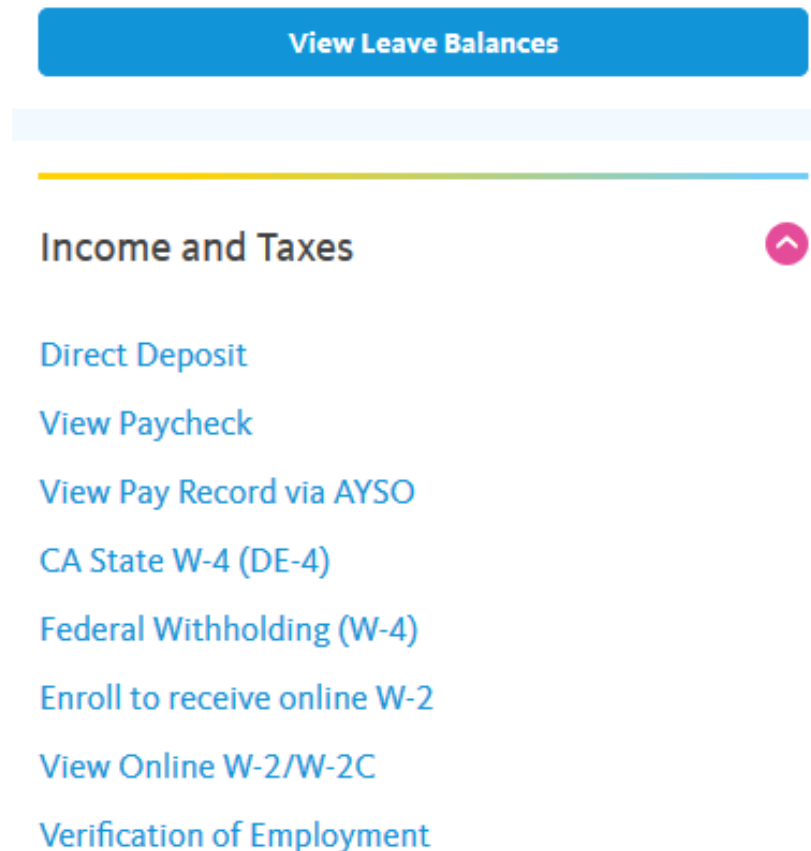 View Leave Balances
Income and Taxes
Direct Deposit
View Paycheck
View Pay Record via AYSO
CA State W-4 (DE-4)
Federal Withholding (W-4)
Enroll to receive online W-2
View Online W-2/W-2C
Verification of Employment